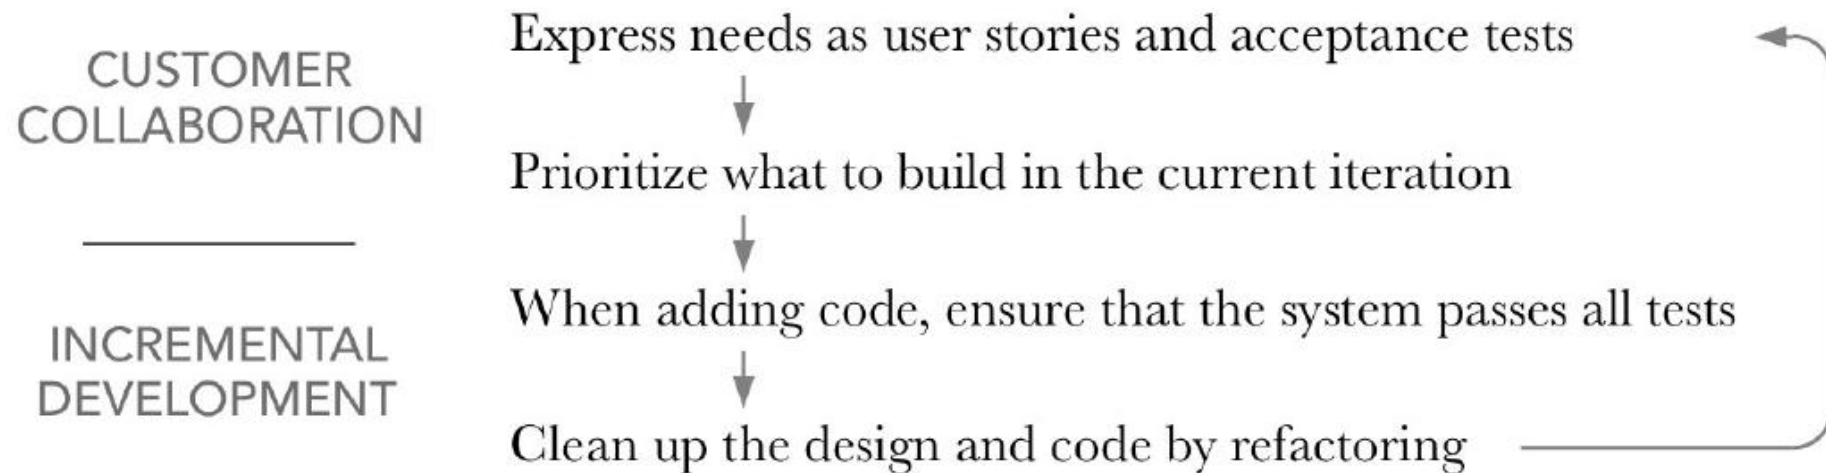 CUSTOMER
COLLABORATION
Express needs as user stories and acceptance tests
Prioritize what to build in the current iteration
INCREMENTAL
DEVELOPMENT
When adding code, ensure that the system passes all tests
Clean up the design and code by refactoring